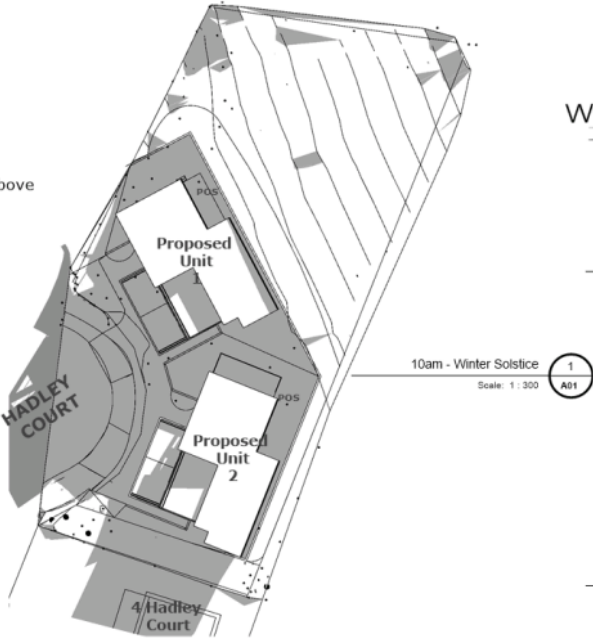 W
bove
POS
Proposed
Unit
1
10am - Winter Solstice
Scale: 1 : 300
1
A01
HADLEY
COURT
POS
Proposed
Unit
2
4 Hadley
Court